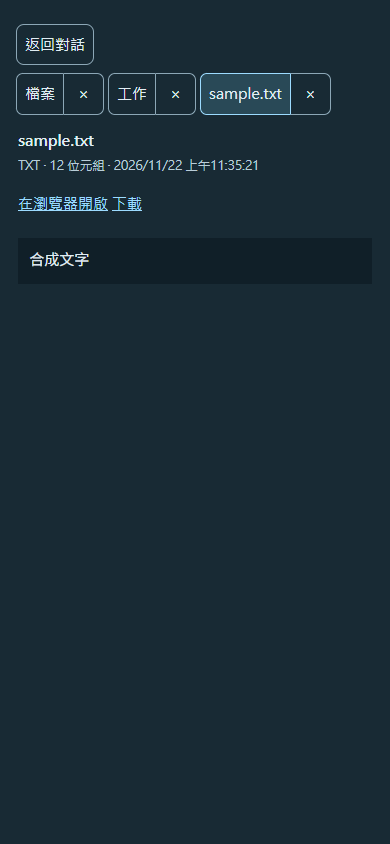 返回對話
檔案 × 工作 × sample.txt ×
sample.txt
TXT · 12 位元組 · 2026/11/22 上午11:35:21
在瀏覽器開啟 下載
合成文字